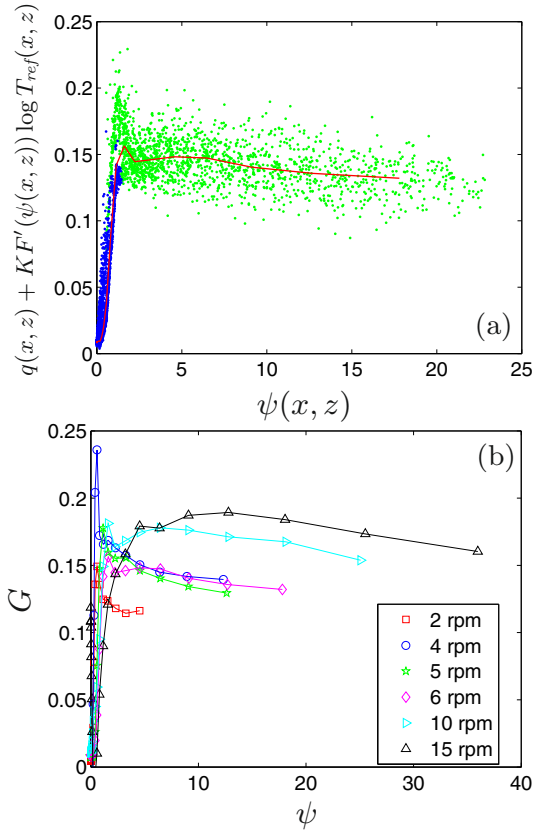 q(x, z) + KF′(ψ(x, z)) log T_ref(x, z)
0.25
0.2
0.15
0.1
0.05
0
(a)
0 5 10 15 20 25
ψ(x, z)
G
0.25
0.2
0.15
0.1
0.05
0
(b)
2 rpm
4 rpm
5 rpm
6 rpm
10 rpm
15 rpm
0 10 20 30 40
ψ